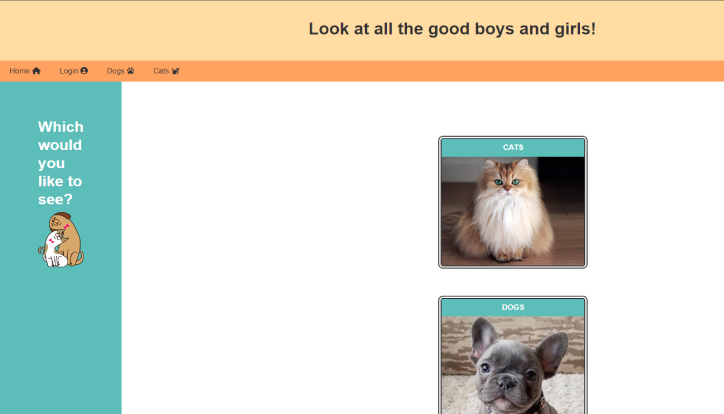 Look at all the good boys and girls!
Home Login Dogs Cats
Which
would
you
like to
see?
CATS
DOGS